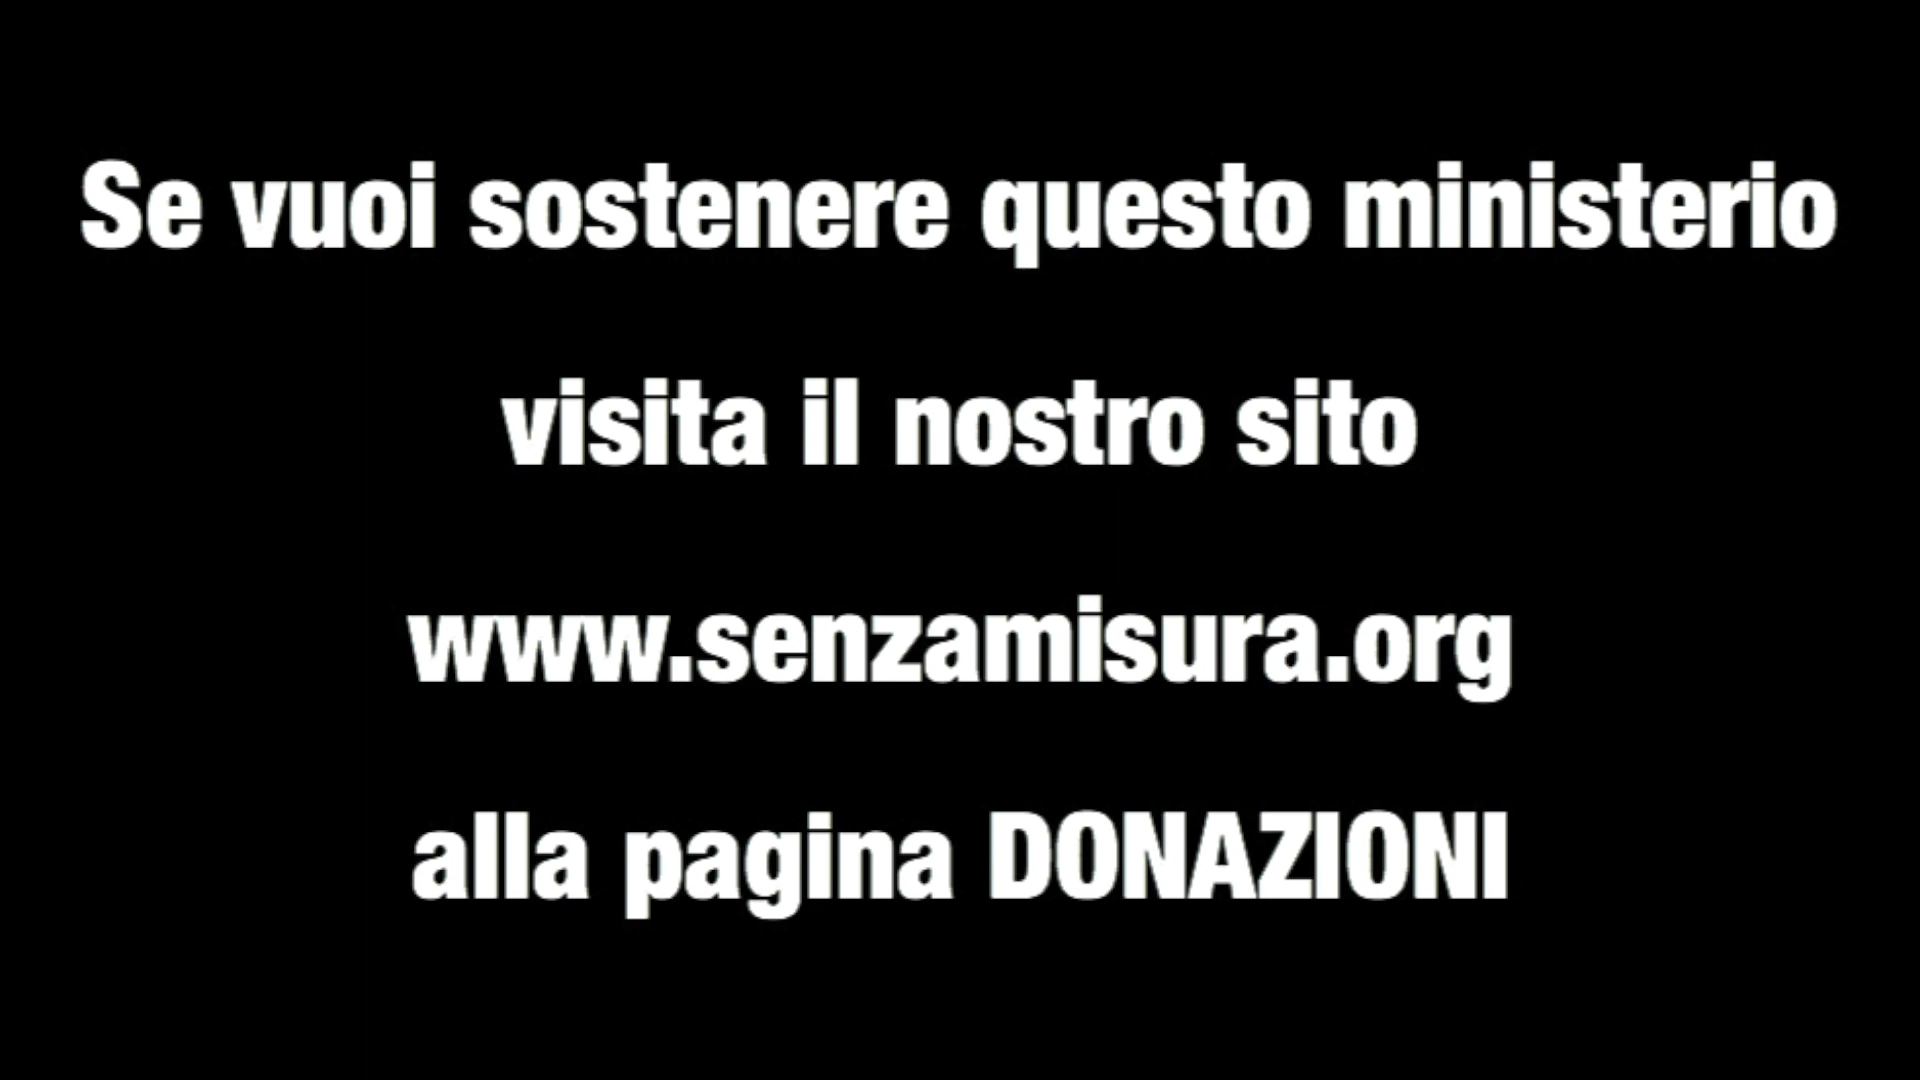 Se vuoi sostenere questo ministerio
visita il nostro sito
www.senzamisura.org
alla pagina DONAZIONI